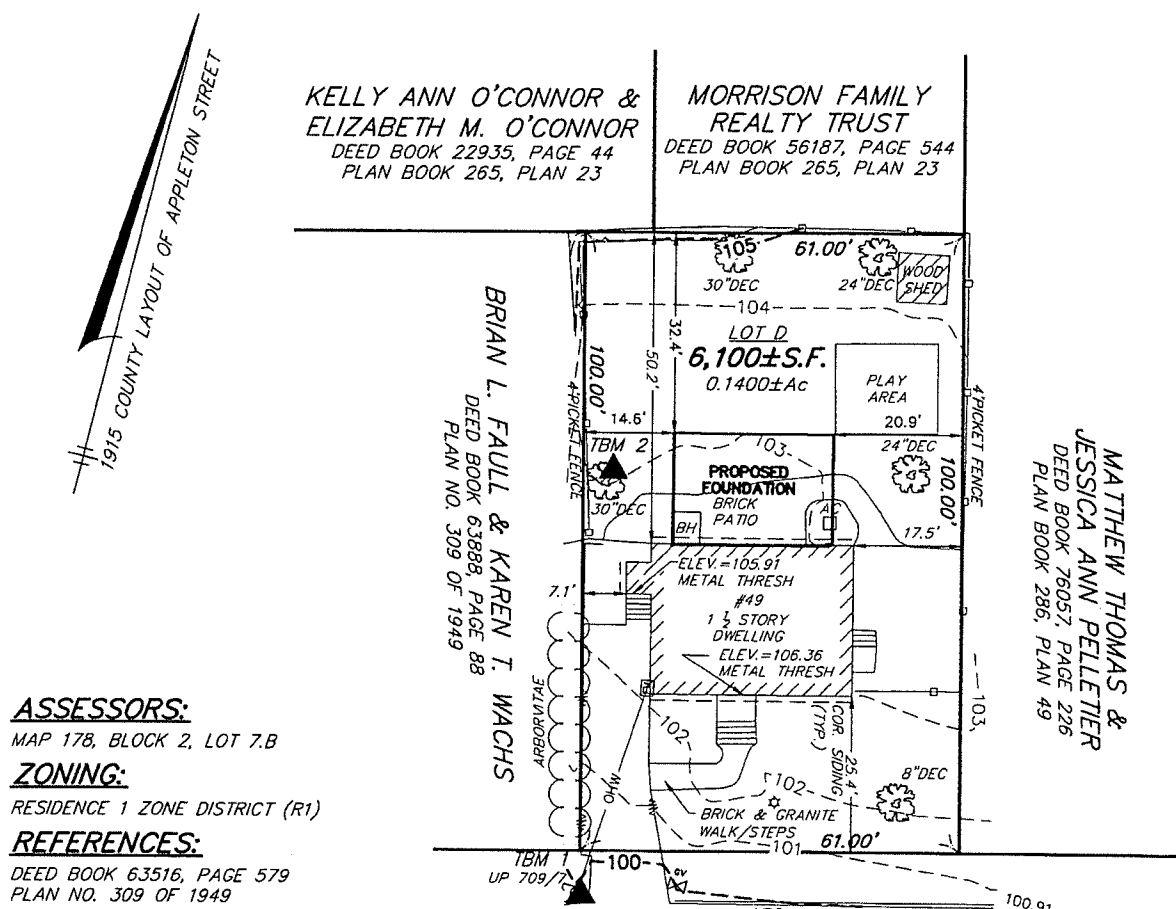 1915 COUNTY LAYOUT OF APPLETON STREET
KELLY ANN O'CONNOR &
ELIZABETH M. O'CONNOR
DEED BOOK 22935, PAGE 44
PLAN BOOK 265, PLAN 23
MORRISON FAMILY
REALTY TRUST
DEED BOOK 56187, PAGE 544
PLAN BOOK 265, PLAN 23
105
61.00'
30"DEC
24"DEC
WOOD
SHED
104
LOT D
6,100±S.F.
0.1400±Ac
32.4'
50.2'
100.00'
4'PICKET FENCE
PLAY
AREA
14.6'
20.9'
4'PICKET FENCE
TBM 2
103
24"DEC
100.00'
PROPOSED
FOUNDATION
BRICK
PATIO
30"DEC
BH
AC
17.5'
BRIAN L. FAULL & KAREN T. WACHS
DEED BOOK 63888, PAGE 88
PLAN NO. 309 OF 1949
MATTHEW THOMAS &
JESSICA ANN PELLETIER
DEED BOOK 76057, PAGE 226
PLAN BOOK 286, PLAN 49
7.1'
ELEV.=105.91
METAL THRESH
#49
1 ½ STORY
DWELLING
ELEV.=106.36
METAL THRESH
ARBORVITAE
102
COR. SIDING
(TYP.)
25.4'
103
OHW
102
8"DEC
BRICK & GRANITE
WALK/STEPS
101
61.00'
TBM 1
UP 709/7
100
GV
100.91
ASSESSORS:
MAP 178, BLOCK 2, LOT 7.B
ZONING:
RESIDENCE 1 ZONE DISTRICT (R1)
REFERENCES:
DEED BOOK 63516, PAGE 579
PLAN NO. 309 OF 1949